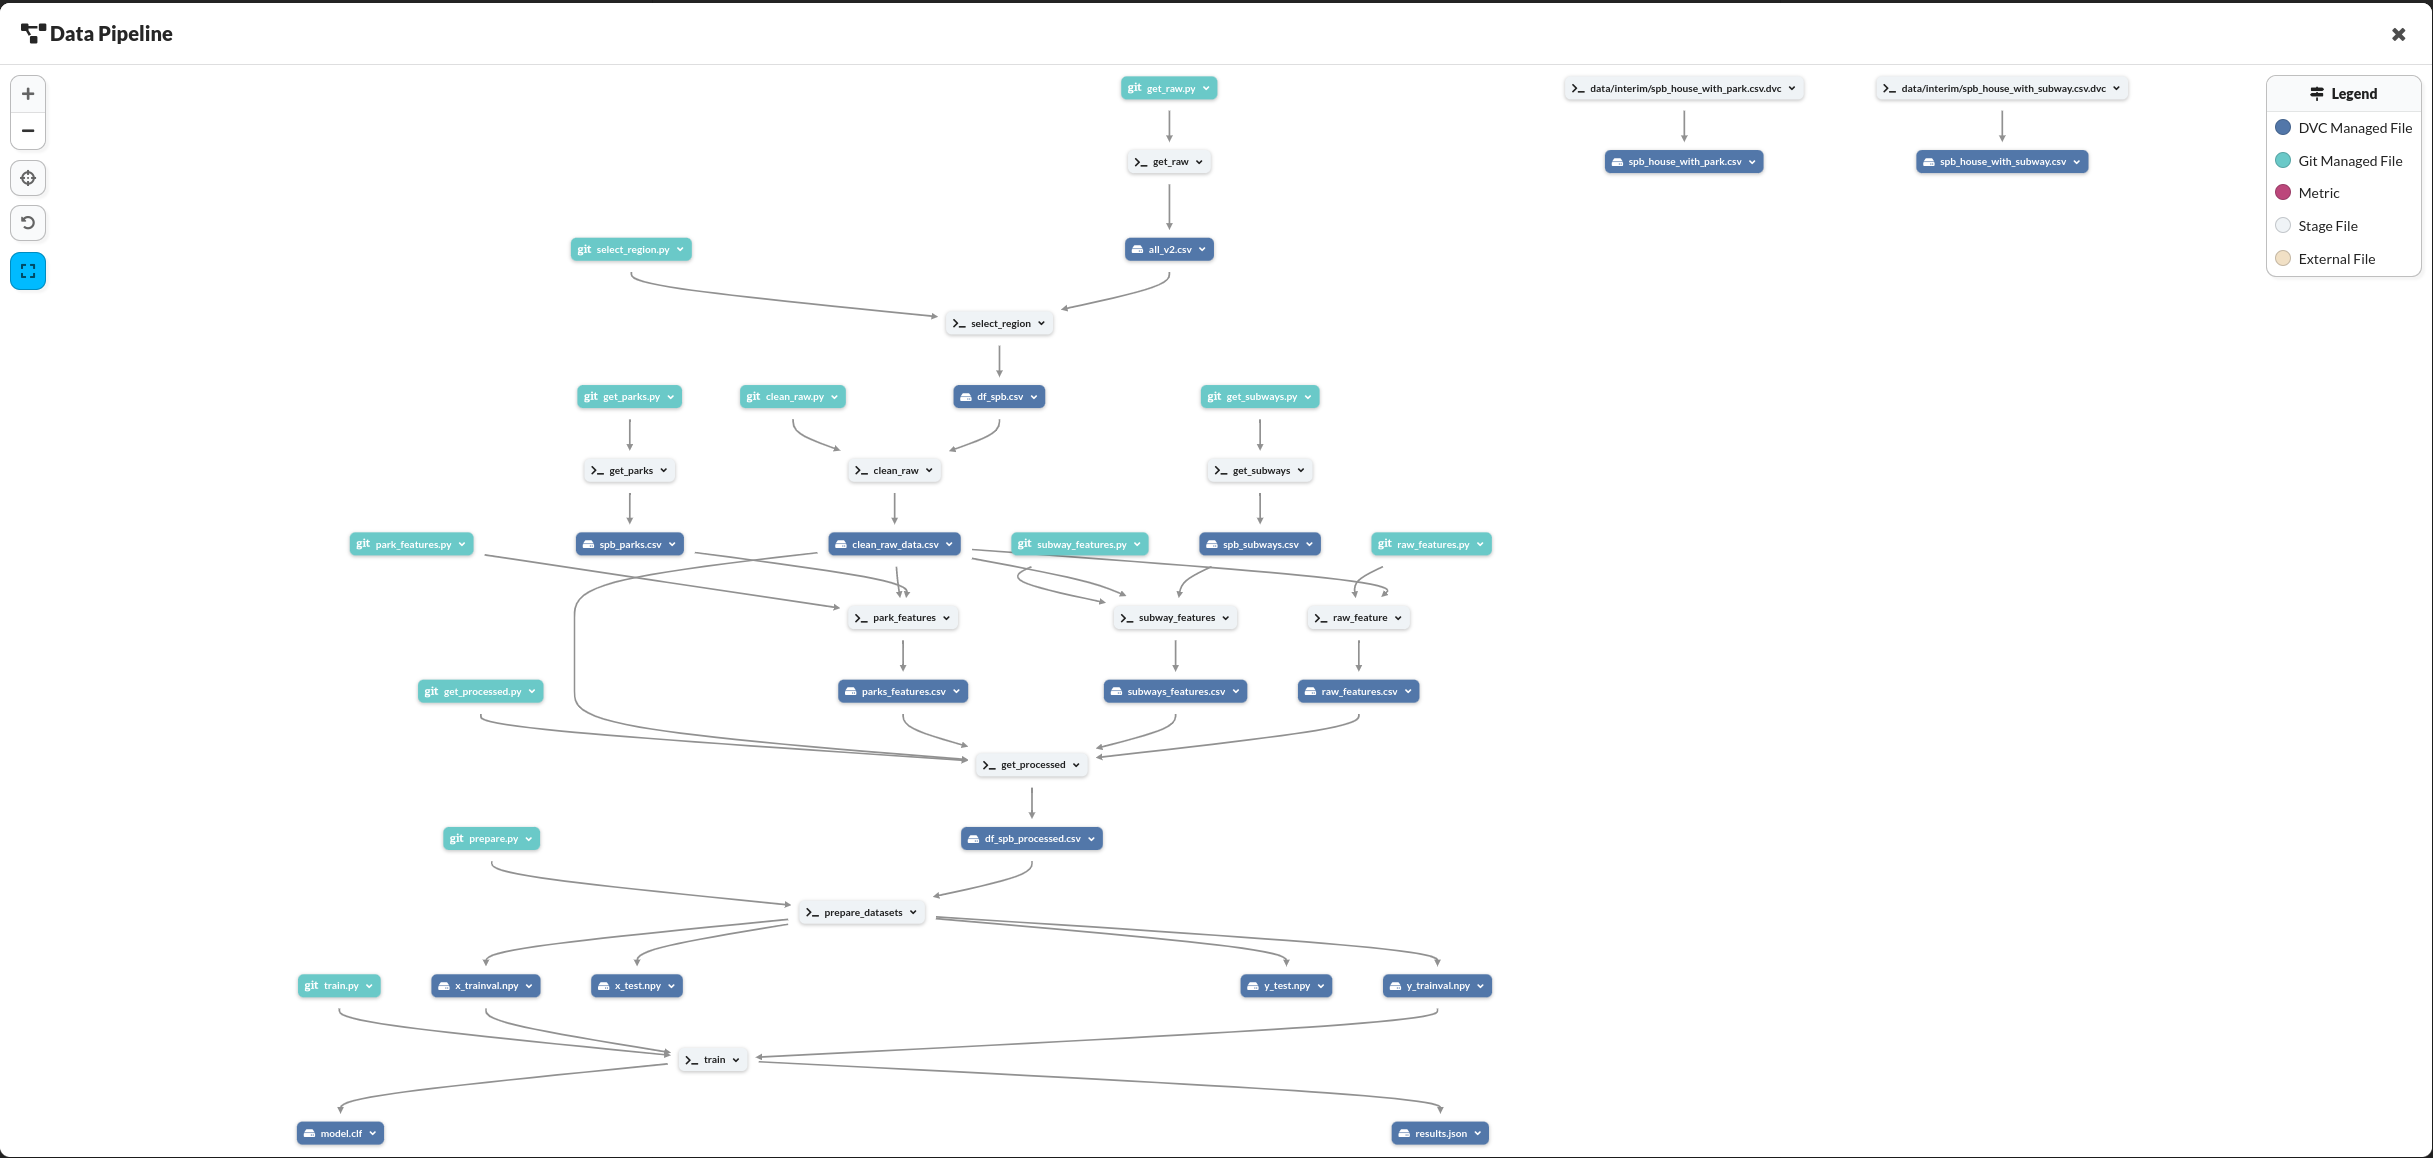 Data Pipeline
git get_raw.py
data/interim/spb_house_with_park.csv.dvc
data/interim/spb_house_with_subway.csv.dvc
Legend
DVC Managed File
Git Managed File
Metric
Stage File
External File
get_raw
spb_house_with_park.csv
spb_house_with_subway.csv
git select_region.py
all_v2.csv
select_region
git get_parks.py
git clean_raw.py
df_spb.csv
git get_subways.py
get_parks
clean_raw
get_subways
git park_features.py
spb_parks.csv
clean_raw_data.csv
git subway_features.py
spb_subways.csv
git raw_features.py
park_features
subway_features
raw_feature
git get_processed.py
parks_features.csv
subways_features.csv
raw_features.csv
get_processed
git prepare.py
df_spb_processed.csv
prepare_datasets
git train.py
x_trainval.npy
x_test.npy
y_test.npy
y_trainval.npy
train
model.clf
results.json